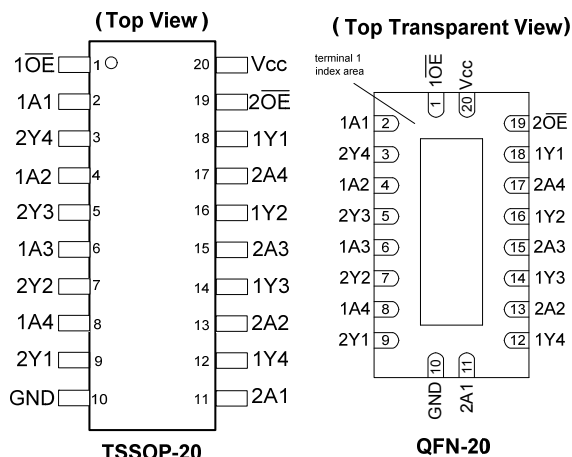 ( Top View )
1O̅E̅ 1 20 Vcc
1A1 2 19 2O̅E̅
2Y4 3 18 1Y1
1A2 4 17 2A4
2Y3 5 16 1Y2
1A3 6 15 2A3
2Y2 7 14 1Y3
1A4 8 13 2A2
2Y1 9 12 1Y4
GND 10 11 2A1
TSSOP-20
( Top Transparent View)
terminal 1
index area
1O̅E̅ Vcc
1 20
1A1 2 19 2O̅E̅
2Y4 3 18 1Y1
1A2 4 17 2A4
2Y3 5 16 1Y2
1A3 6 15 2A3
2Y2 7 14 1Y3
1A4 8 13 2A2
2Y1 9 12 1Y4
10 11
GND 2A1
QFN-20